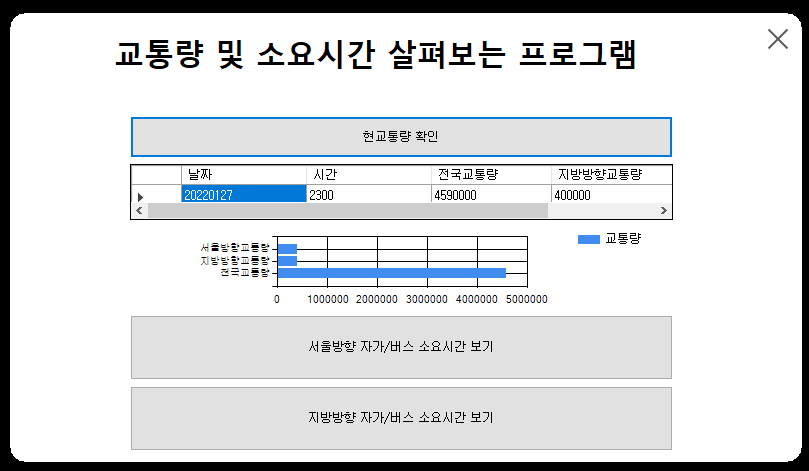 교통량 및 소요시간 살펴보는 프로그램
현교통량 확인
날짜 시간 전국교통량 지방방향교통량
20220127 2300 4590000 400000
교통량
서울방향교통량
지방방향교통량
전국교통량
0 1000000 2000000 3000000 4000000 5000000
서울방향 자가/버스 소요시간 보기
지방방향 자가/버스 소요시간 보기